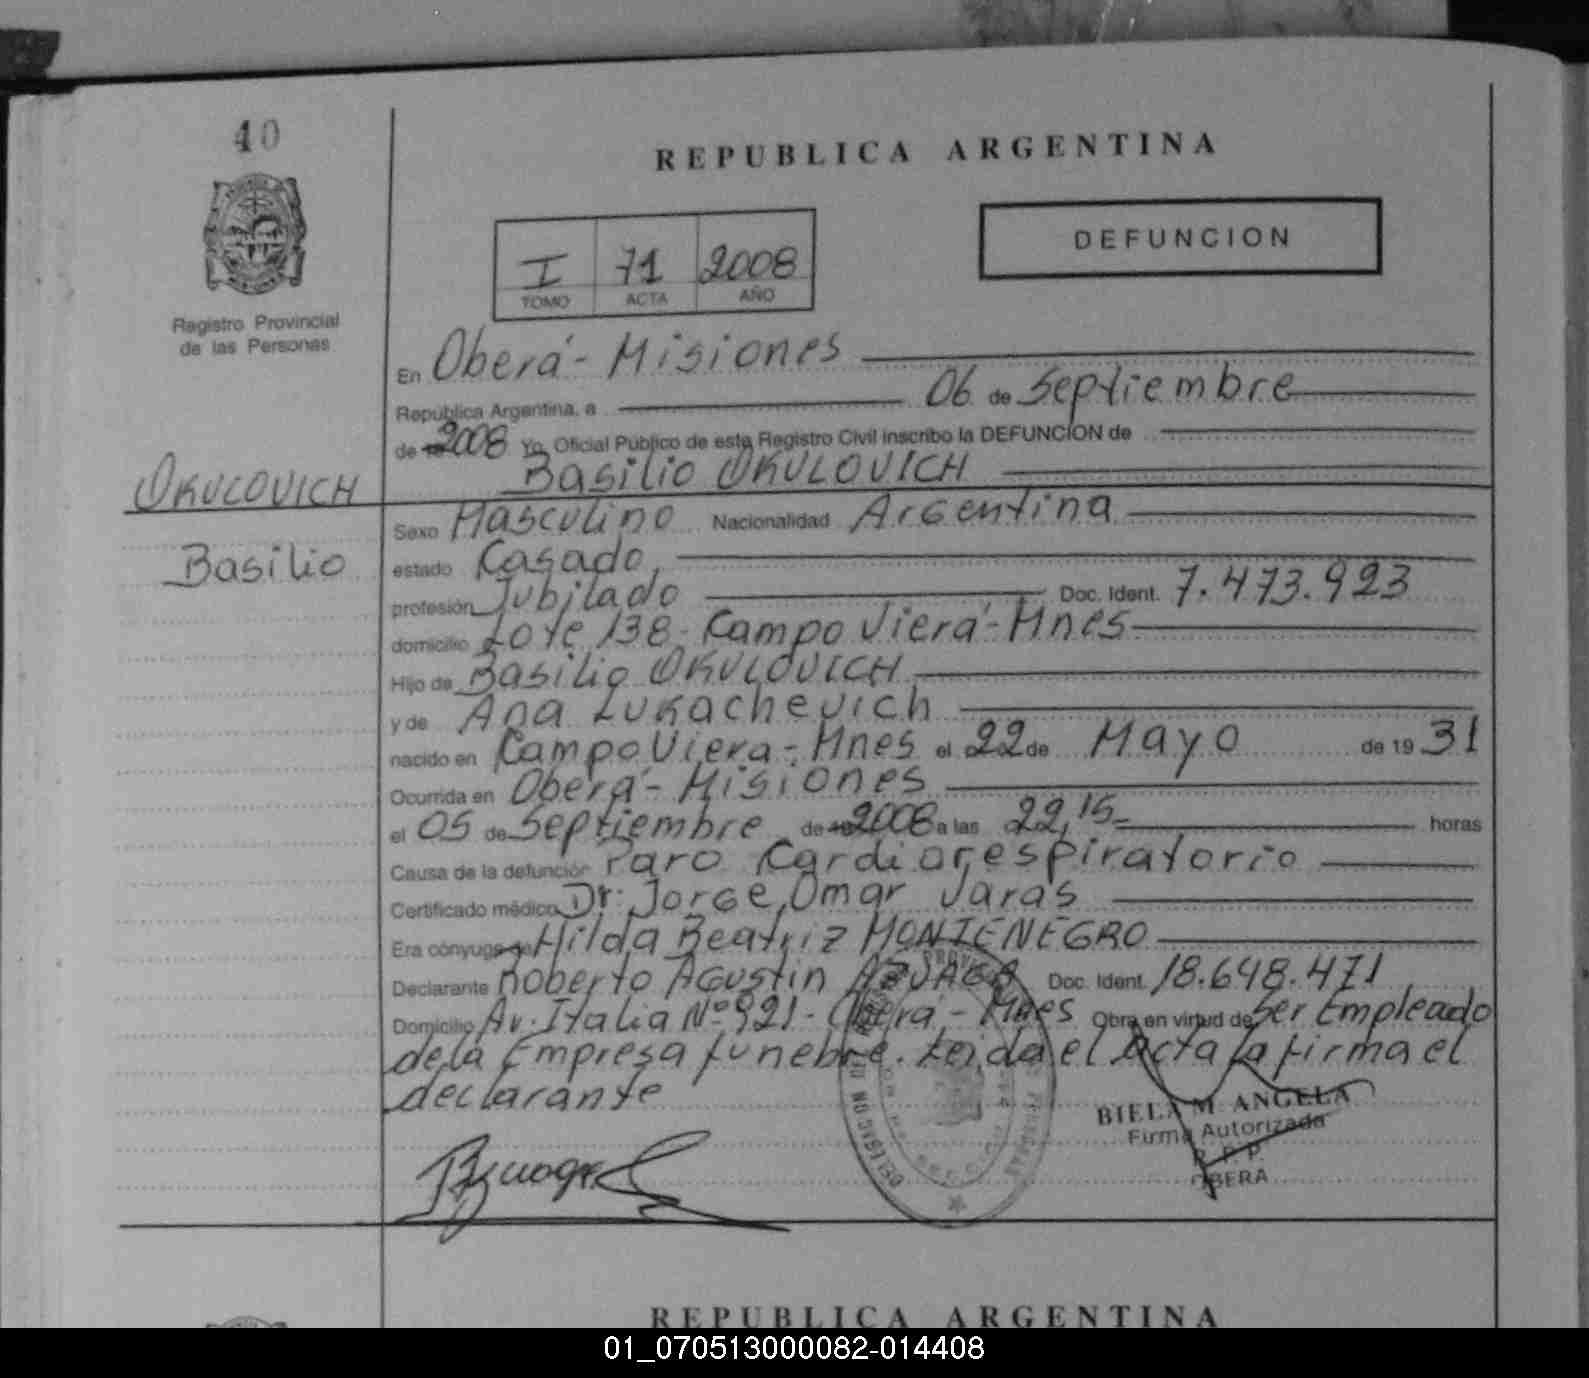 40
REPUBLICA ARGENTINA
DEFUNCION
I 71 2008
TOMO ACTA AÑO
Registro Provincial
de las Personas
En Oberá - Misiones
República Argentina, a 06 de Septiembre
de 2008 Yo, Oficial Público de este Registro Civil inscribo la DEFUNCION de
Basilio OKULOVICH
OKULOVICH
Basilio
Sexo Masculino Nacionalidad Argentina
estado Casado
profesión Jubilado Doc. Ident. 7.473.923
domicilio Lote 138 - Campo Viera - Mnes
Hijo de Basilio OKULOVICH
y de Ana Lukachevich
nacido en Campo Viera - Mnes el 22 de Mayo de 19 31
Ocurrida en Oberá - Misiones
el 05 de Septiembre de 2008 a las 22,15 horas
Causa de la defunción Paro Cardiorespiratorio
Certificado médico Dr: Jorge Omar Jaras
Era cónyuge de Hilda Beatriz MONTENEGRO
Declarante Roberto Agustin Doc. Ident. 18.648.471
Domicilio Av. Italia Nº 921 - Oberá - Mnes Obra en virtud de Ser Empleado
de la Empresa funebre. Leida el Acta la firma el
declarante
BIELA M. ANGELA
Firma Autorizada
R. P. P.
OBERA
REPUBLICA ARGENTINA
01_070513000082-014408